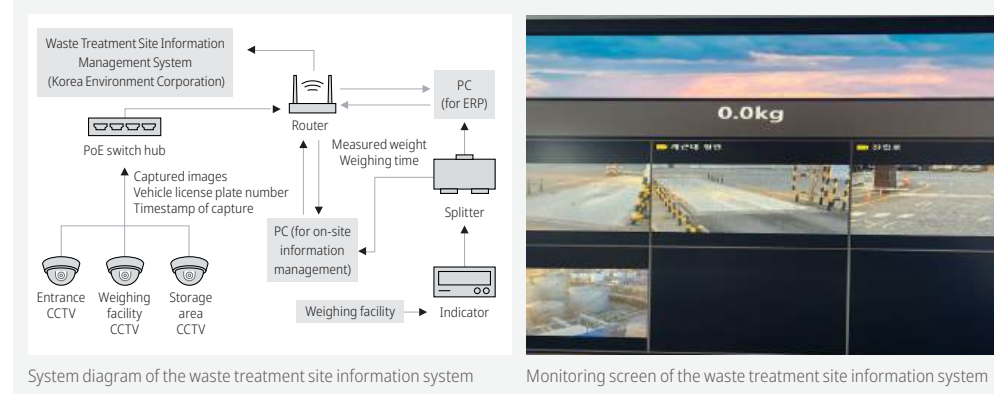 Waste Treatment Site Information
Management System
(Korea Environment Corporation)
PoE switch hub
Captured images
Vehicle license plate number
Timestamp of capture
Entrance
CCTV
Weighing
facility
CCTV
Storage
area
CCTV
Router
PC
(for ERP)
Measured weight
Weighing time
Splitter
PC (for on-site
information
management)
Weighing facility
Indicator
System diagram of the waste treatment site information system
0.0kg
계근대
Monitoring screen of the waste treatment site information system